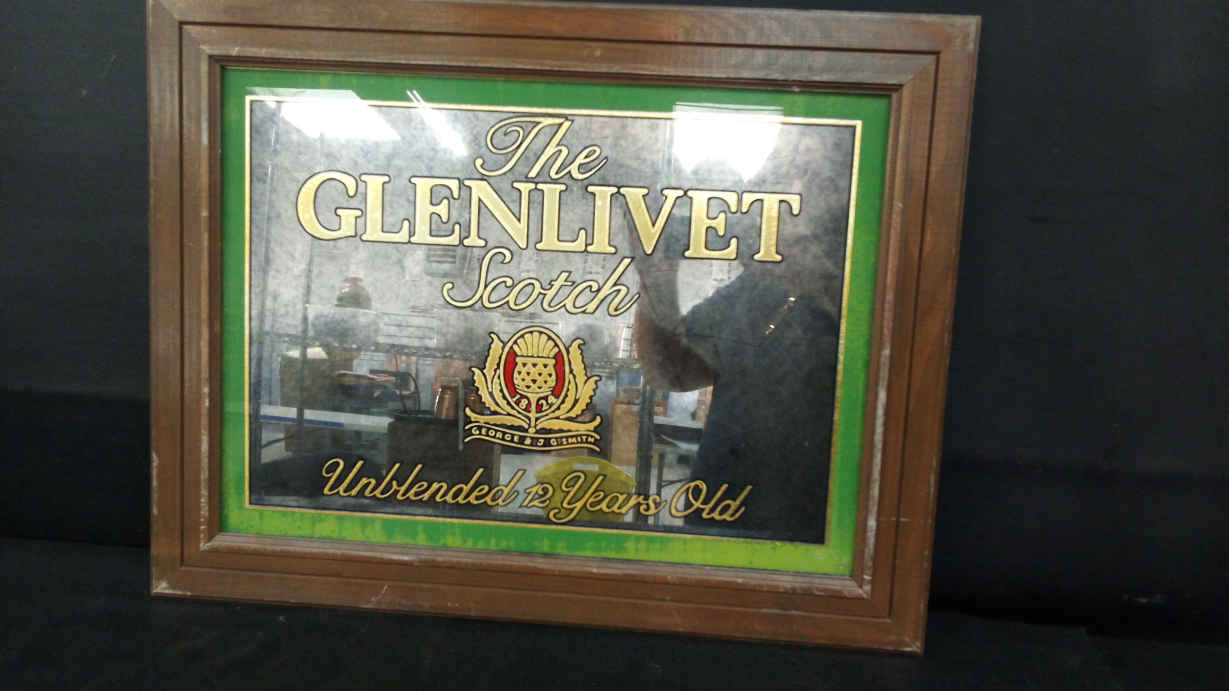 The
GLENLIVET
Scotch
1824
GEORGE & J. G. SMITH
Unblended 12 Years Old